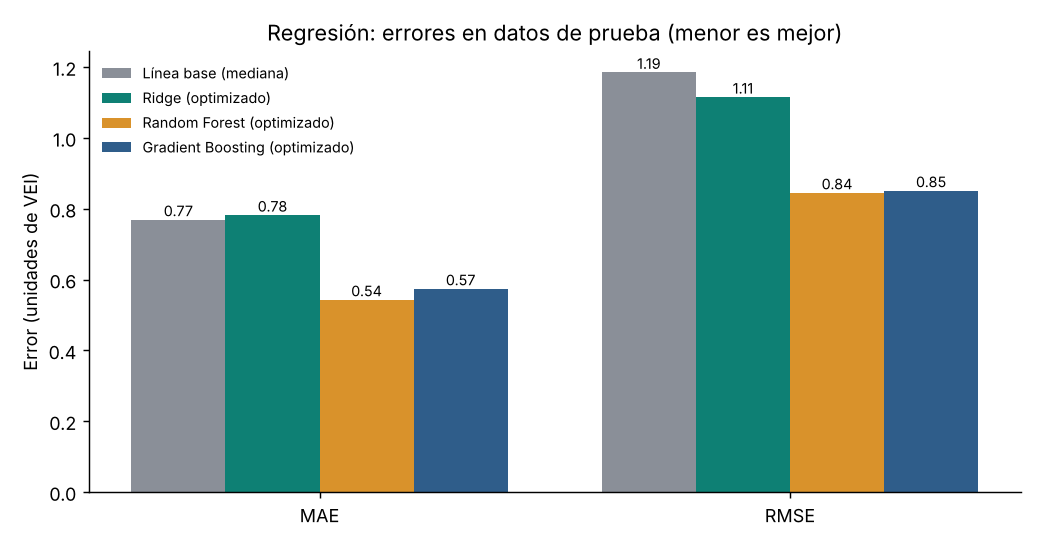 Regresión: errores en datos de prueba (menor es mejor)
Línea base (mediana)
Ridge (optimizado)
Random Forest (optimizado)
Gradient Boosting (optimizado)
Error (unidades de VEI)
1.2
1.0
0.8
0.6
0.4
0.2
0.0
0.77
0.78
0.54
0.57
1.19
1.11
0.84
0.85
MAE
RMSE